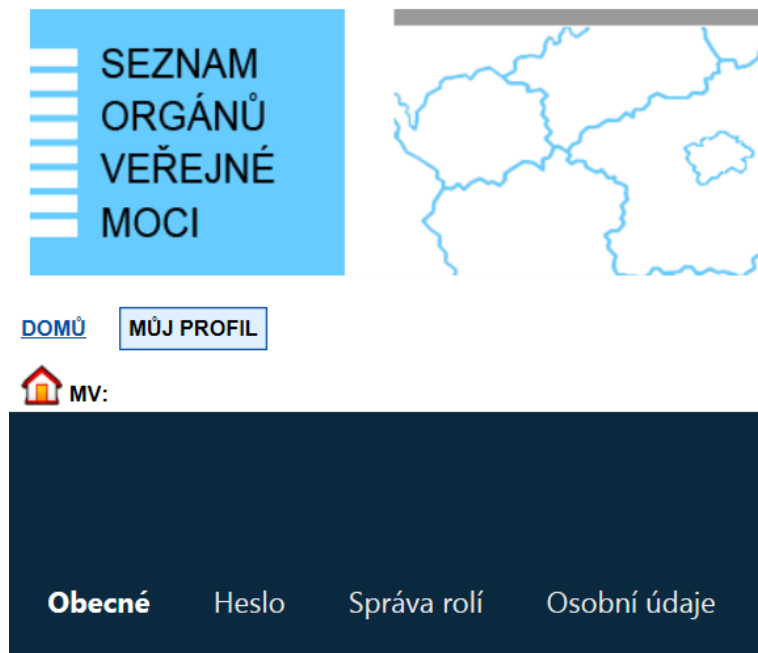 SEZNAM
ORGÁNŮ
VEŘEJNÉ
MOCI
DOMŮ MŮJ PROFIL
MV:
Obecné Heslo Správa rolí Osobní údaje